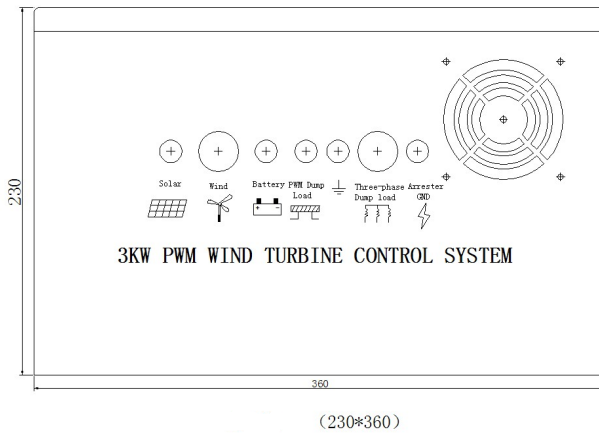 230
Solar
Wind
Battery
PWM Dump
Load
Three-phase
Dump load
Arrester
GND
3KW PWM WIND TURBINE CONTROL SYSTEM
360
(230*360)